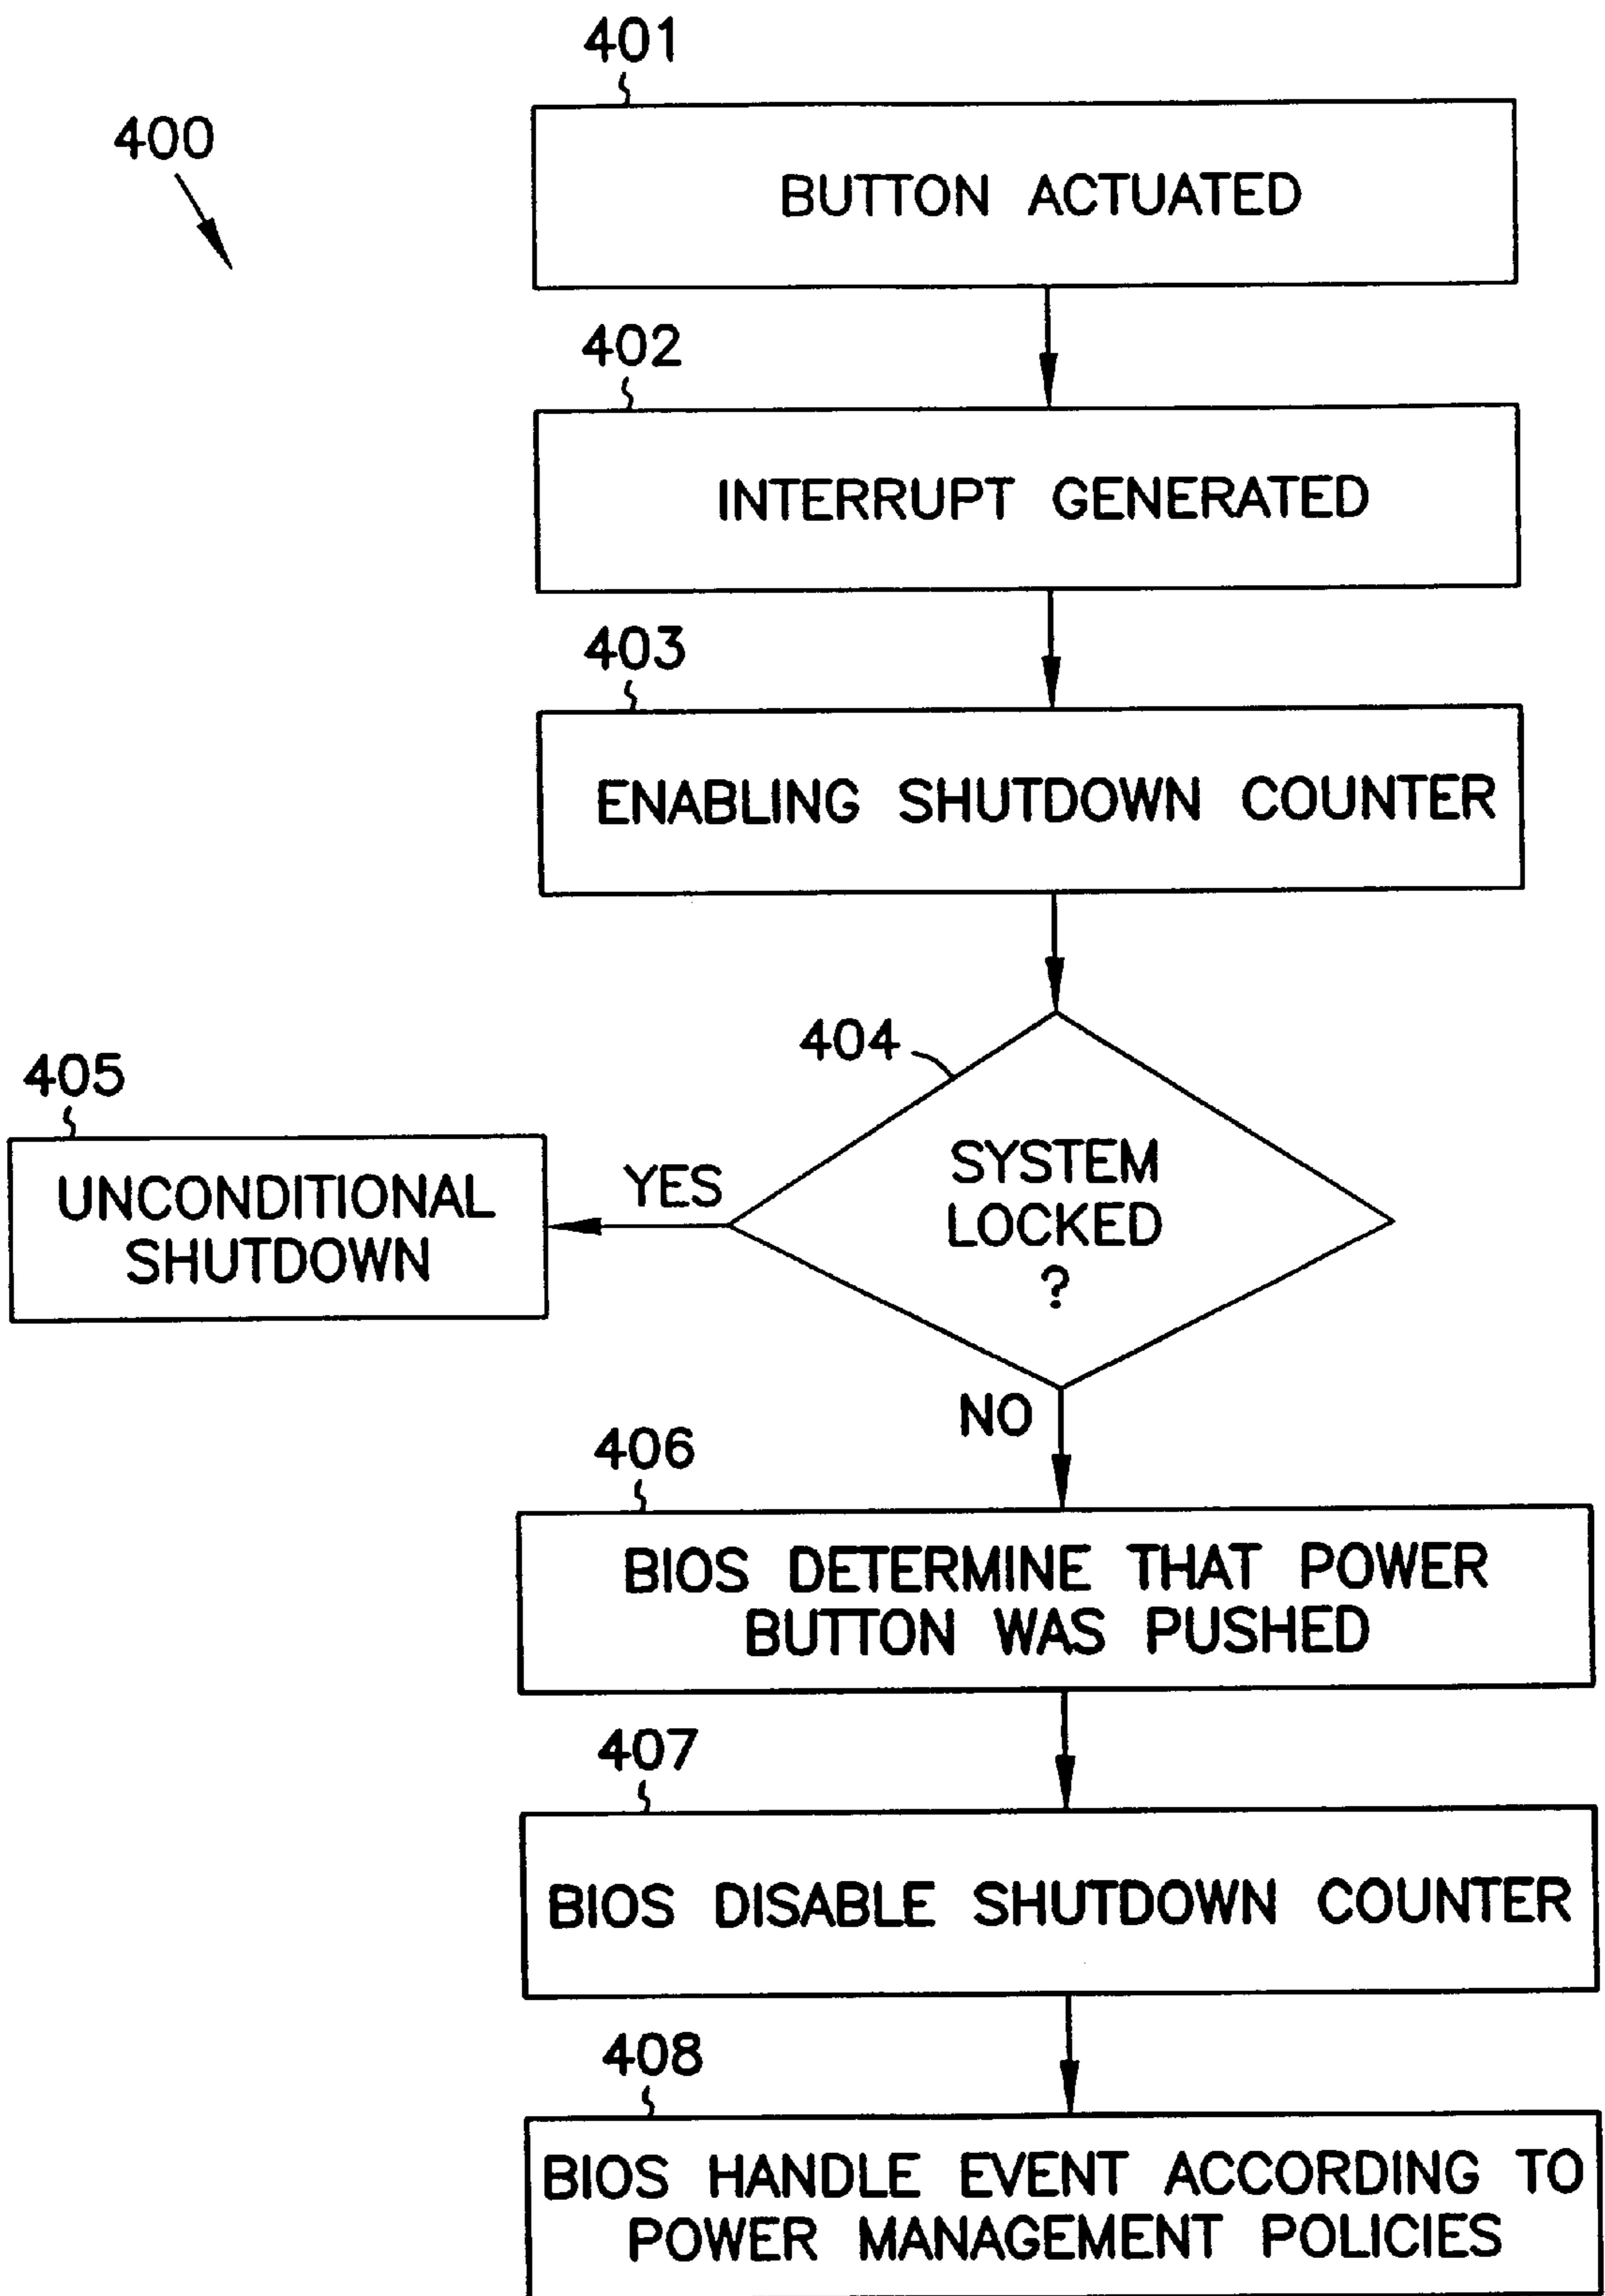 401
400
BUTTON ACTUATED
402
INTERRUPT GENERATED
403
ENABLING SHUTDOWN COUNTER
404
405
SYSTEM
LOCKED
?
YES
UNCONDITIONAL
SHUTDOWN
NO
406
BIOS DETERMINE THAT POWER
BUTTON WAS PUSHED
407
BIOS DISABLE SHUTDOWN COUNTER
408
BIOS HANDLE EVENT ACCORDING TO
POWER MANAGEMENT POLICIES